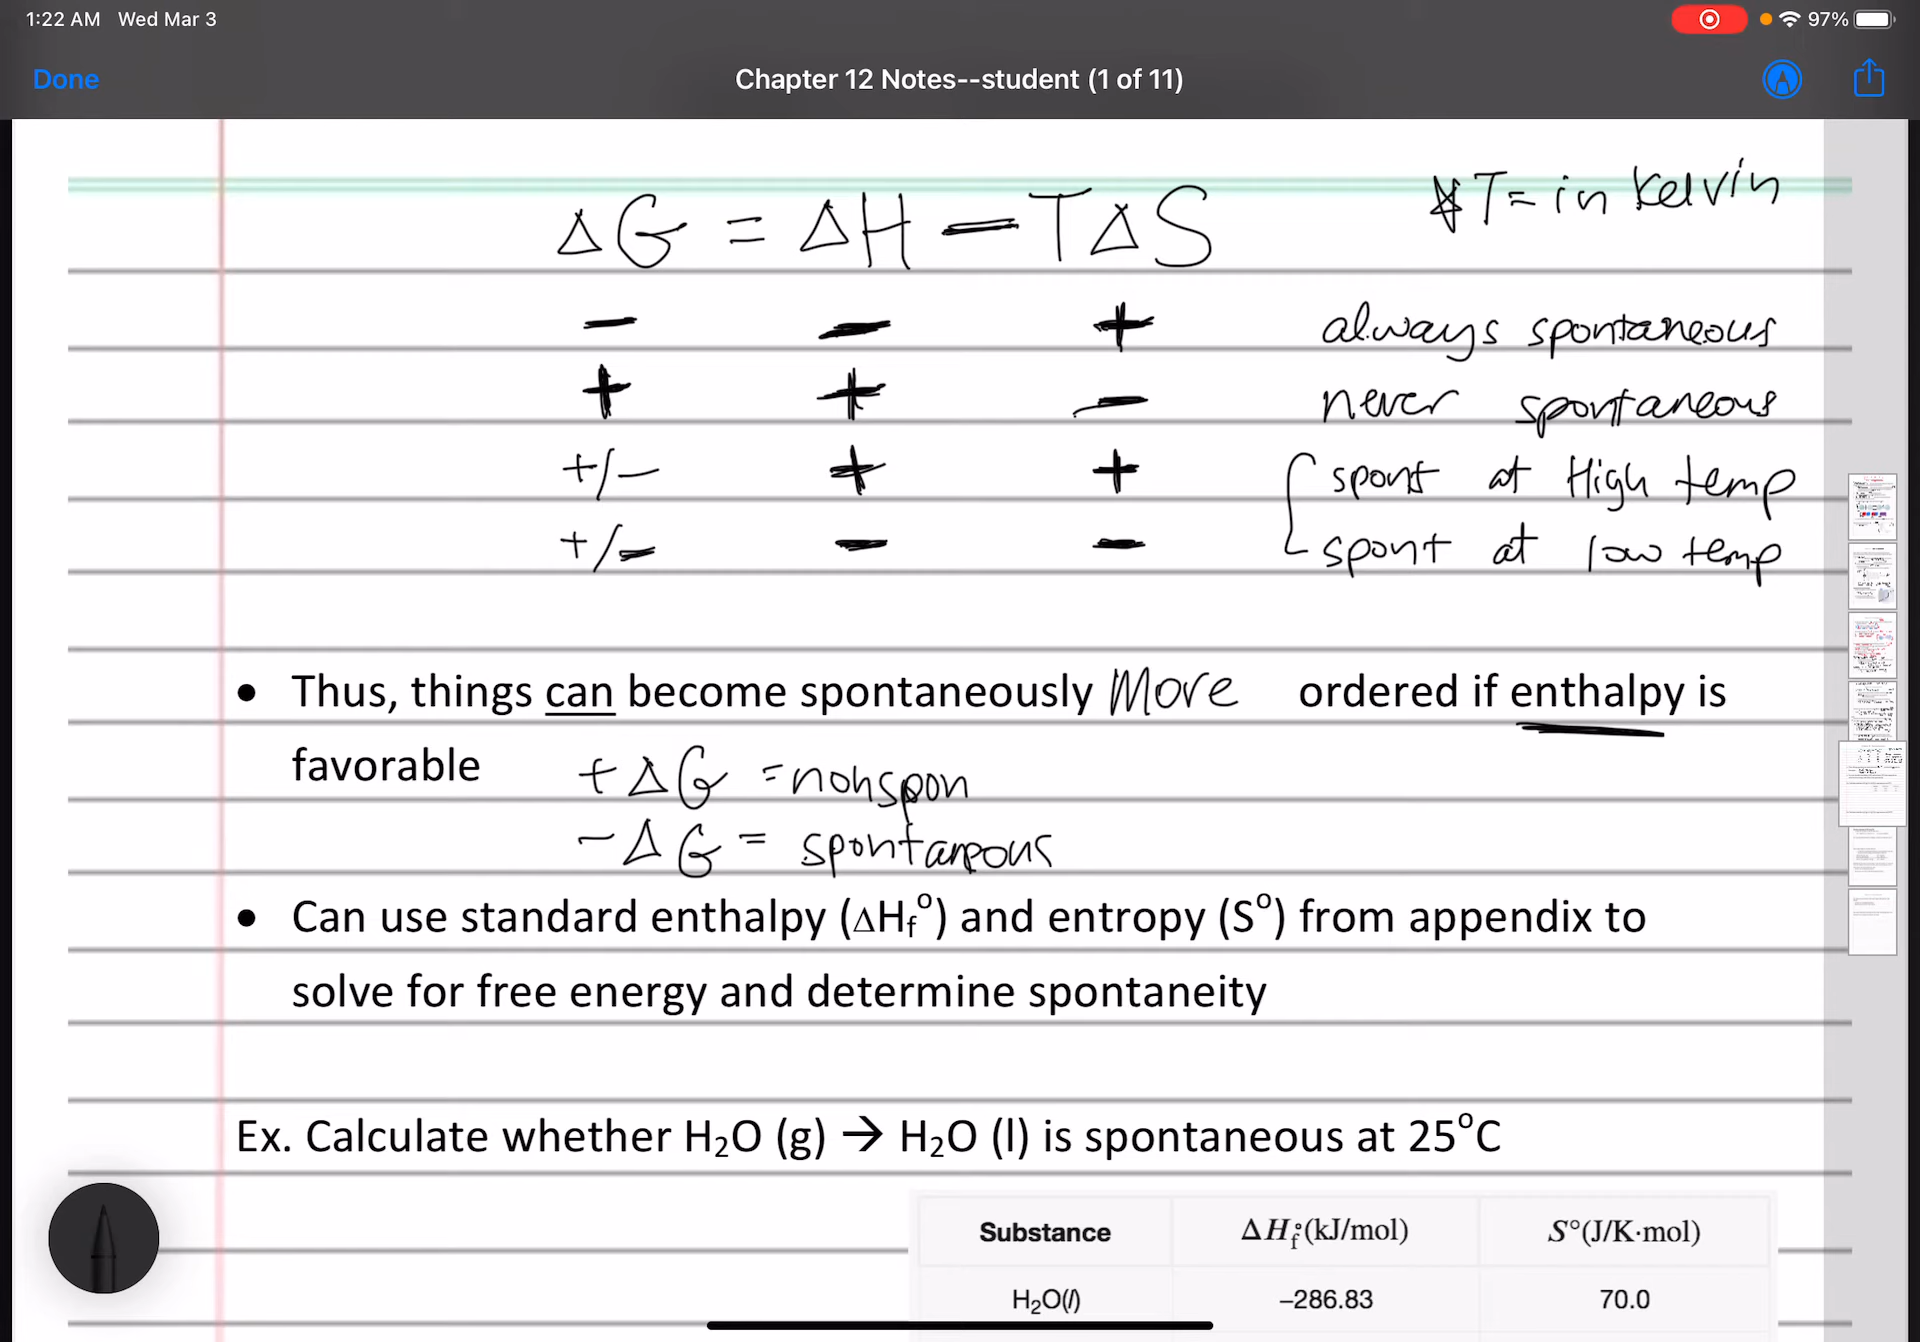 1:22 AM Wed Mar 3
97%
Done
Chapter 12 Notes--student (1 of 11)
ΔG = ΔH - TΔS
* T = in Kelvin
- - + always spontaneous
+ + - never spontaneous
+/- + + spont at High temp
+/- - - spont at low temp
• Thus, things can become spontaneously More ordered if enthalpy is
favorable
+ΔG = nonspon
-ΔG = spontaneous
• Can use standard enthalpy (ΔHf°) and entropy (S°) from appendix to
solve for free energy and determine spontaneity
Ex. Calculate whether H₂O (g) → H₂O (l) is spontaneous at 25°C
Substance ΔHf°(kJ/mol) S°(J/K·mol)
H₂O(l) –286.83 70.0